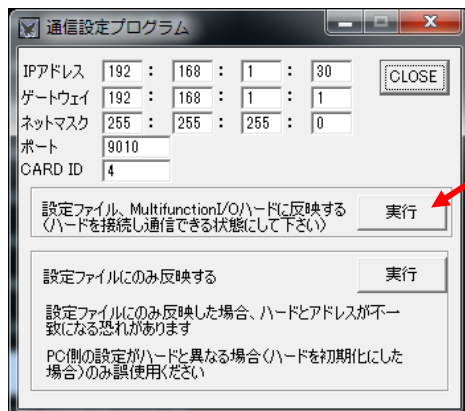 通信設定プログラム
IPアドレス 192 : 168 : 1 : 30 CLOSE
ゲートウェイ 192 : 168 : 1 : 1
ネットマスク 255 : 255 : 255 : 0
ポート 9010
CARD ID 4
設定ファイル、MultifunctionI/Oハードに反映する 実行
(ハードを接続し通信できる状態にして下さい)
設定ファイルにのみ反映する 実行
設定ファイルにのみ反映した場合、ハードとアドレスが不一
致になる恐れがあります
PC側の設定がハードと異なる場合(ハードを初期化にした
場合)のみ誤使用ください